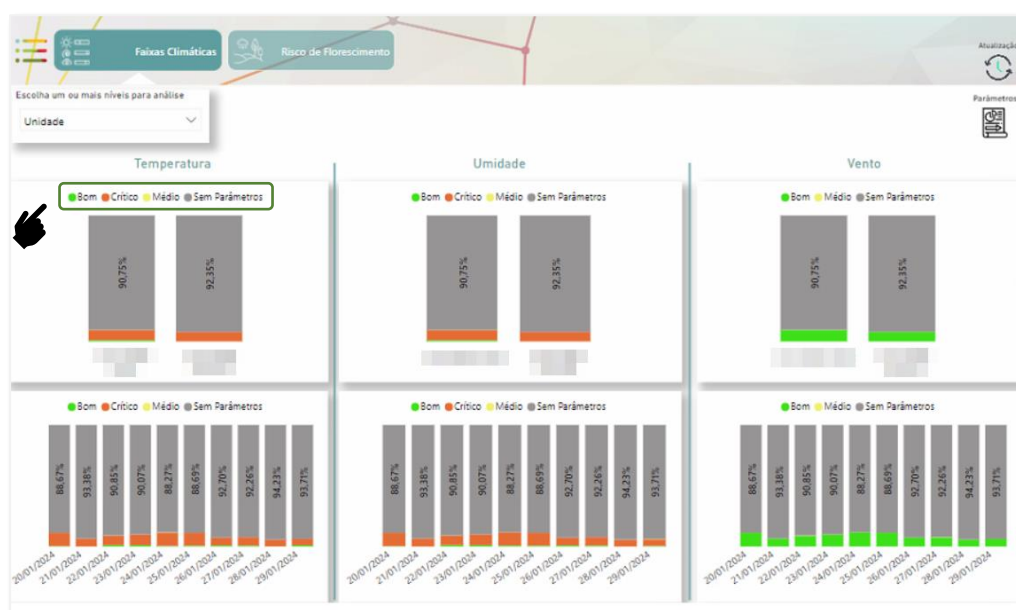 Faixas Climáticas
Risco de Florescimento
Atualização
Escolha um ou mais níveis para análise
Unidade
Parâmetros
Temperatura
Umidade
Vento
Bom Crítico Médio Sem Parâmetros
Bom Crítico Médio Sem Parâmetros
Bom Médio Sem Parâmetros
90,75% 92,35%
90,75% 92,35%
90,75% 92,35%
Bom Crítico Médio Sem Parâmetros
Bom Crítico Médio Sem Parâmetros
Bom Médio Sem Parâmetros
88,67% 93,38% 90,85% 90,07% 88,27% 88,69% 92,70% 92,26% 94,23% 93,71%
88,67% 93,38% 90,85% 90,07% 88,27% 88,69% 92,70% 92,26% 94,23% 93,71%
88,67% 93,38% 90,85% 90,07% 88,27% 88,69% 92,70% 92,26% 94,23% 93,71%
20/01/2024 21/01/2024 22/01/2024 23/01/2024 24/01/2024 25/01/2024 26/01/2024 27/01/2024 28/01/2024 29/01/2024
20/01/2024 21/01/2024 22/01/2024 23/01/2024 24/01/2024 25/01/2024 26/01/2024 27/01/2024 28/01/2024 29/01/2024
20/01/2024 21/01/2024 22/01/2024 23/01/2024 24/01/2024 25/01/2024 26/01/2024 27/01/2024 28/01/2024 29/01/2024